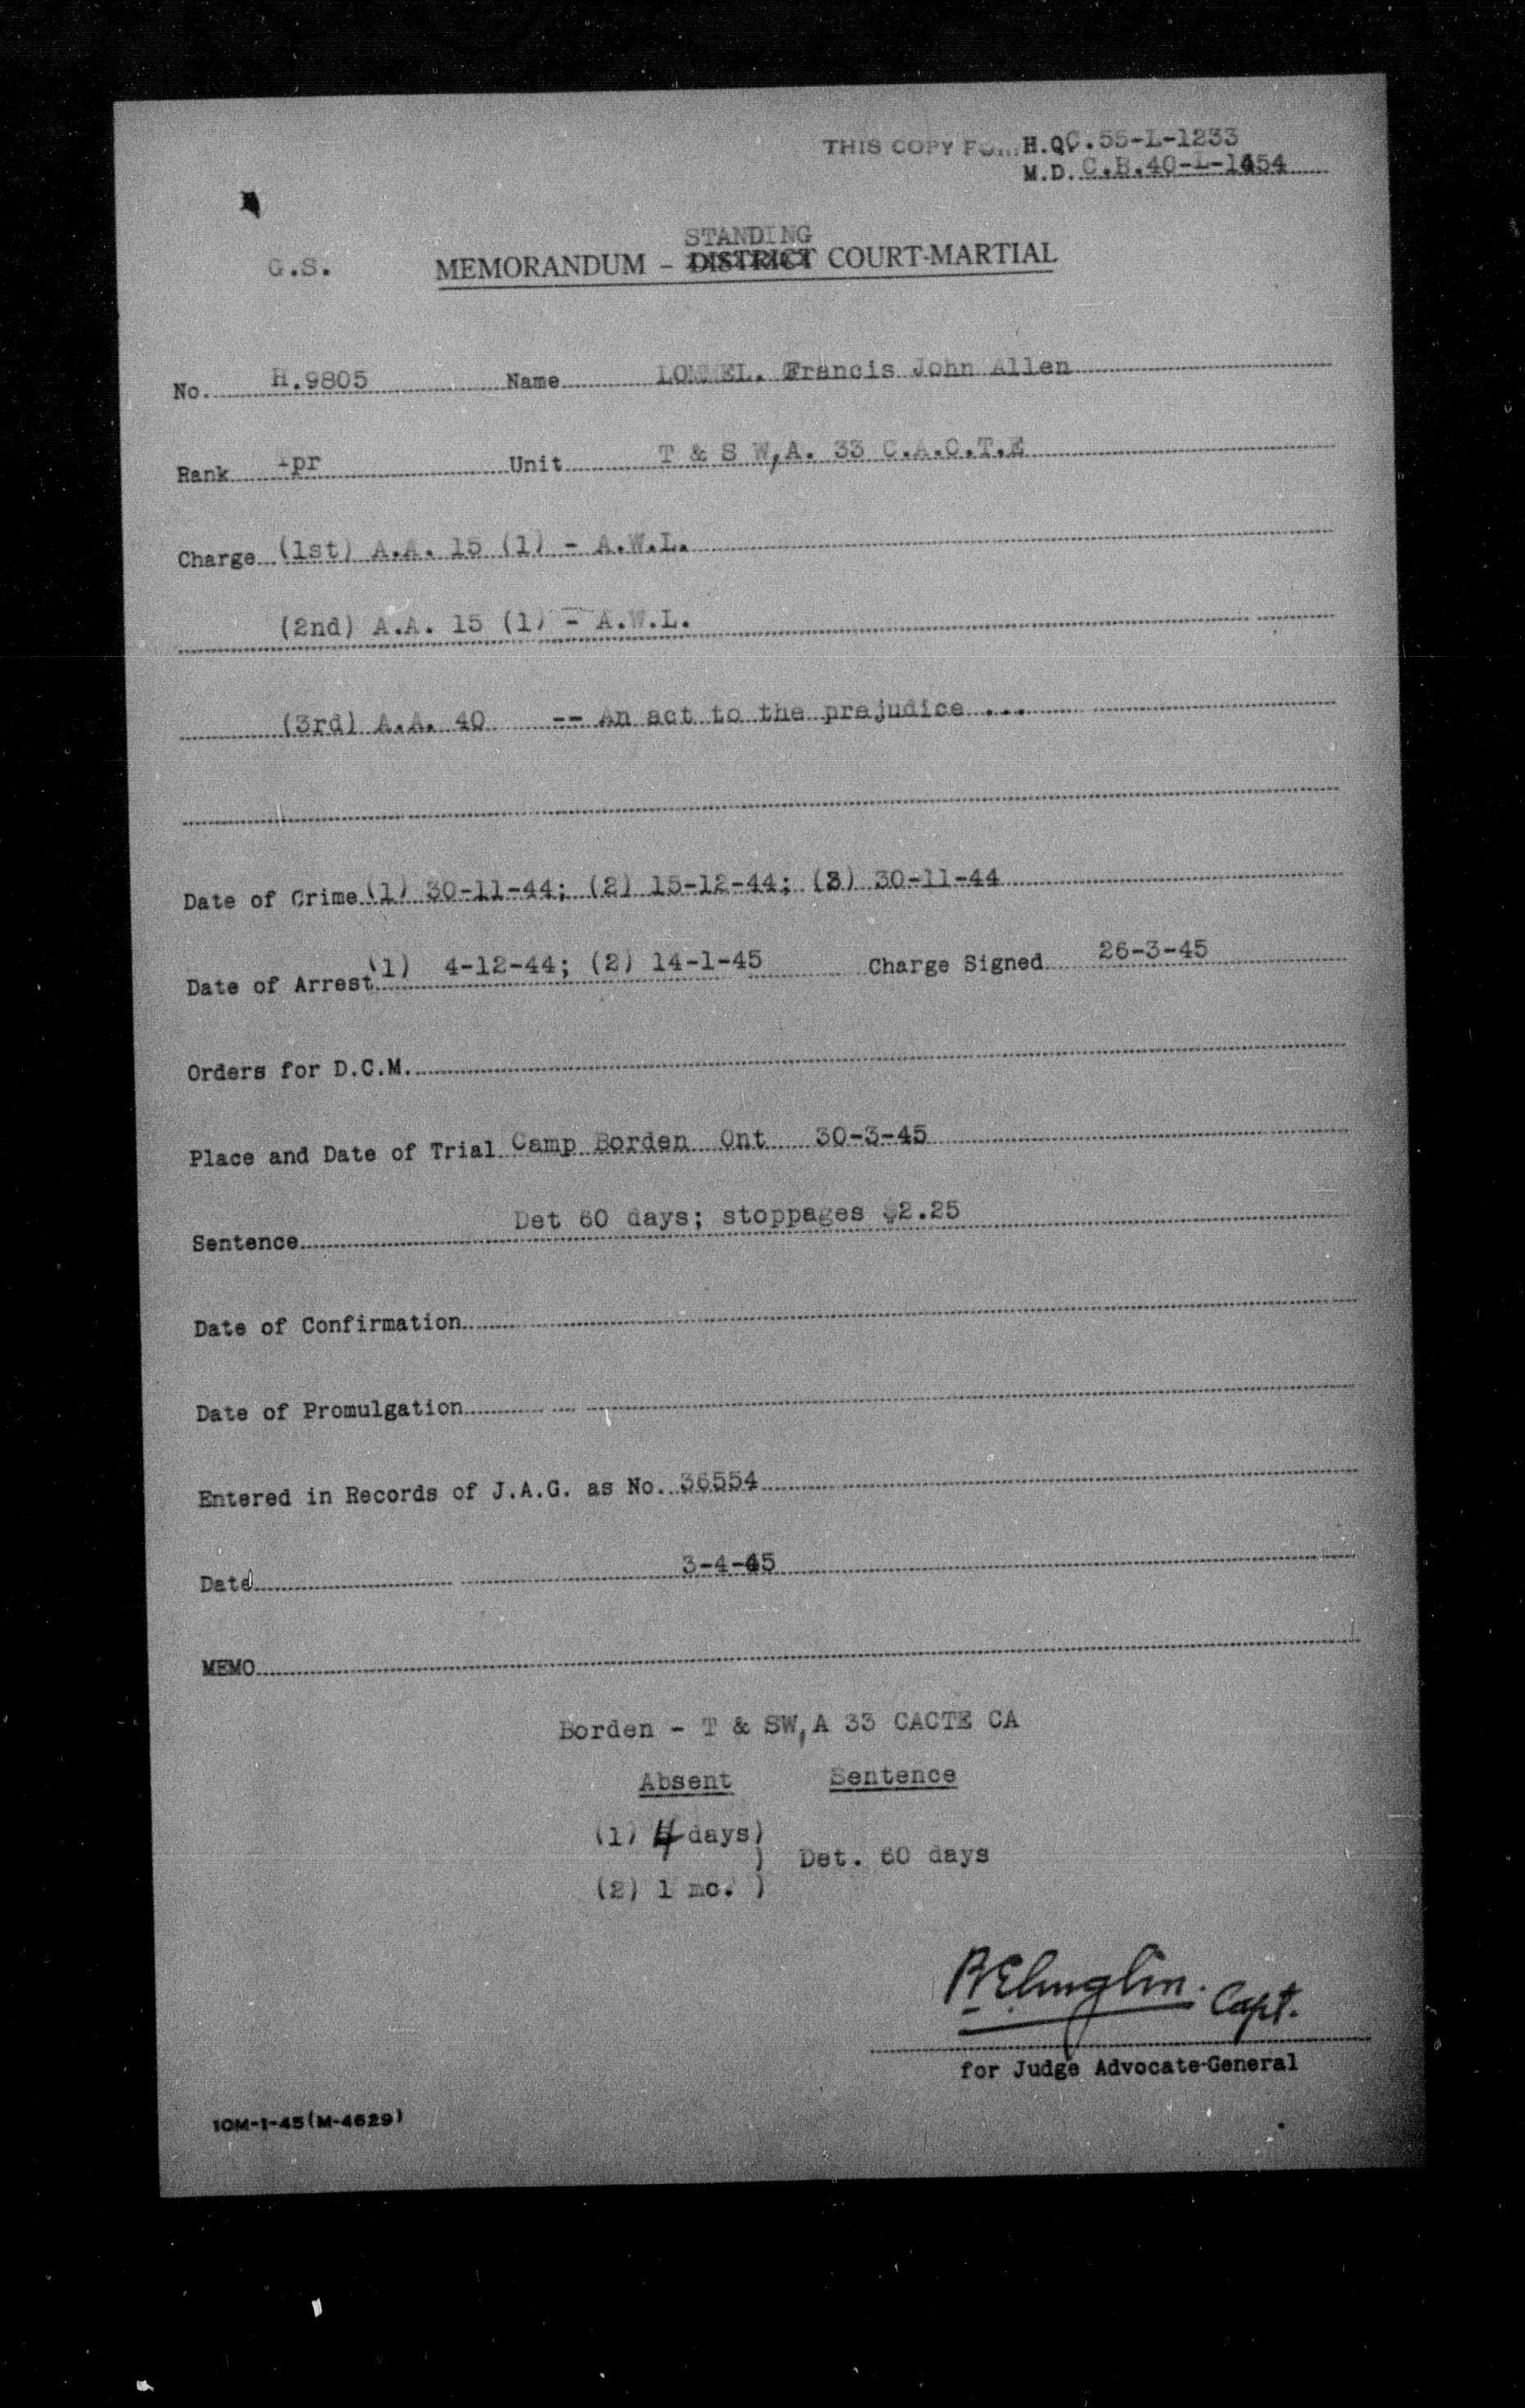 THIS COPY FOR H.Q.C.55-L-1233
M.D. C.B.40-L-1454
G.S.
STANDING
MEMORANDUM - DISTRICT COURT-MARTIAL
No. H.9805 Name LOMMEL. Francis John Allen
Rank Tpr Unit T & S W,A. 33 C.A.C.T.E
Charge (1st) A.A. 15 (1) - A.W.L.
(2nd) A.A. 15 (1) - A.W.L.
(3rd) A.A. 40 -- An act to the prejudice ...
Date of Crime (1) 30-11-44; (2) 15-12-44; (3) 30-11-44
Date of Arrest (1) 4-12-44; (2) 14-1-45 Charge Signed 26-3-45
Orders for D.C.M.
Place and Date of Trial Camp Borden Ont 30-3-45
Sentence Det 60 days; stoppages $2.25
Date of Confirmation
Date of Promulgation
Entered in Records of J.A.G. as No. 36554
Date 3-4-45
MEMO
Borden - T & SW,A 33 CACTE CA
Absent Sentence
(1) 4 days)
) Det. 60 days
(2) 1 mo. )
Capt.
for Judge Advocate-General
10M-1-45 (M-4629)